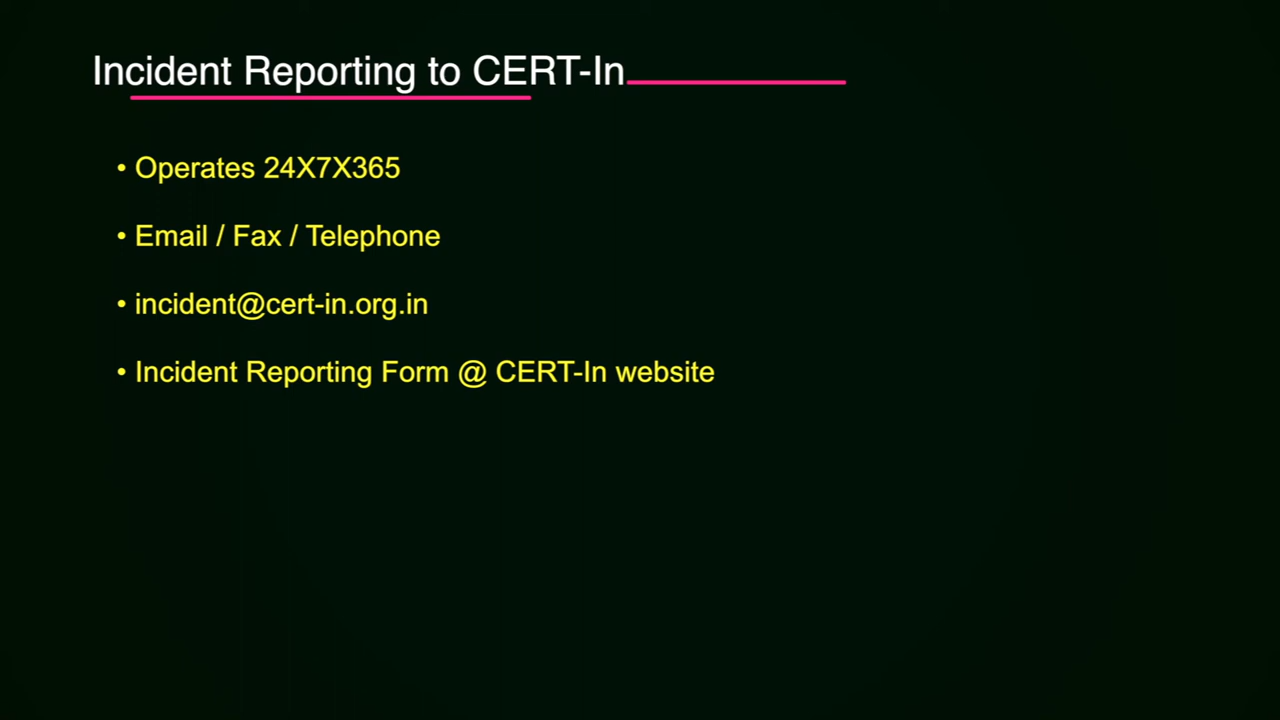 Incident Reporting to CERT-In
• Operates 24X7X365
• Email / Fax / Telephone
• incident@cert-in.org.in
• Incident Reporting Form @ CERT-In website